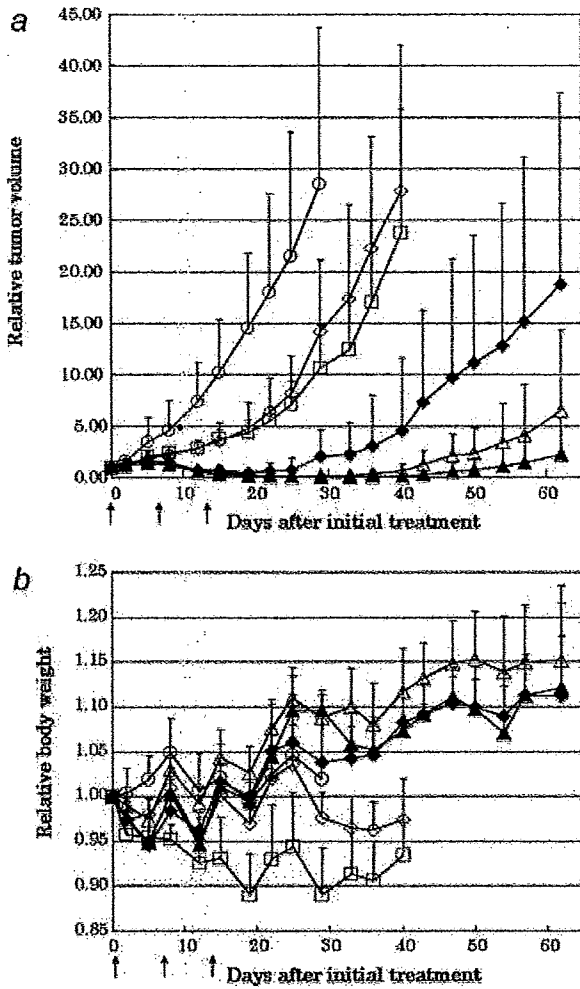 a
45.00
40.00
35.00
30.00
25.00
20.00
15.00
10.00
5.00
0.00
Relative tumor volume
0 10 20 30 40 50 60
Days after initial treatment
b
1.25
1.20
1.15
1.10
1.05
1.00
0.95
0.90
0.85
Relative body weight
0 10 20 30 40 50 60
Days after initial treatment